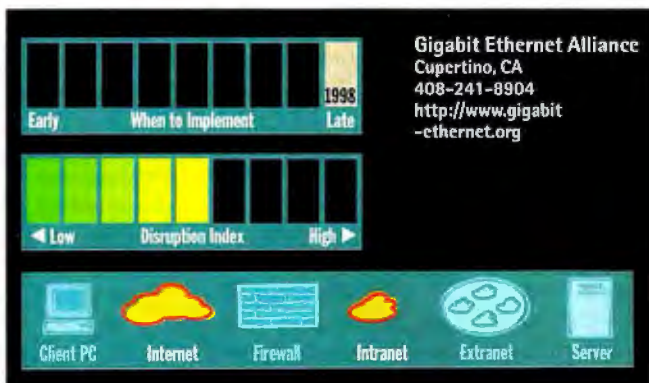 Gigabit Ethernet Alliance
Cupertino, CA
408-241-8904
http://www.gigabit
-ethernet.org
1998
Early When to Implement Late
◀ Low Disruption Index High ▶
Client PC Internet Firewall Intranet Extranet Server